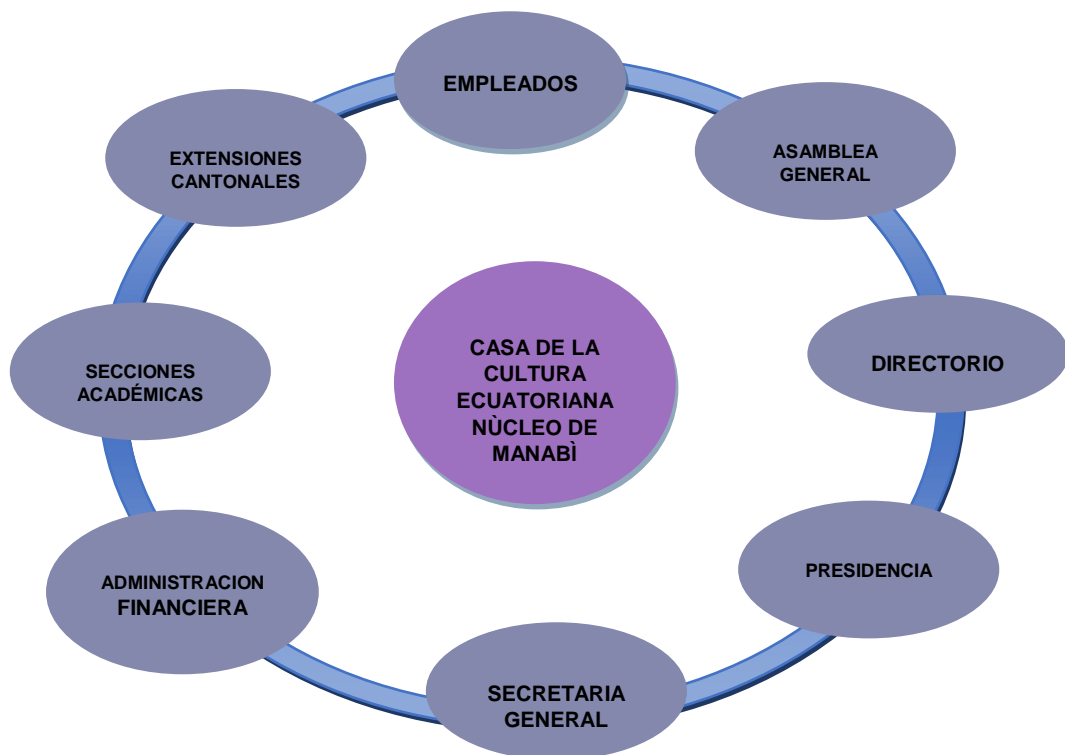 EMPLEADOS
ASAMBLEA
GENERAL
DIRECTORIO
PRESIDENCIA
SECRETARIA
GENERAL
ADMINISTRACION
FINANCIERA
SECCIONES
ACADÉMICAS
EXTENSIONES
CANTONALES
CASA DE LA
CULTURA
ECUATORIANA
NÙCLEO DE
MANABÌ